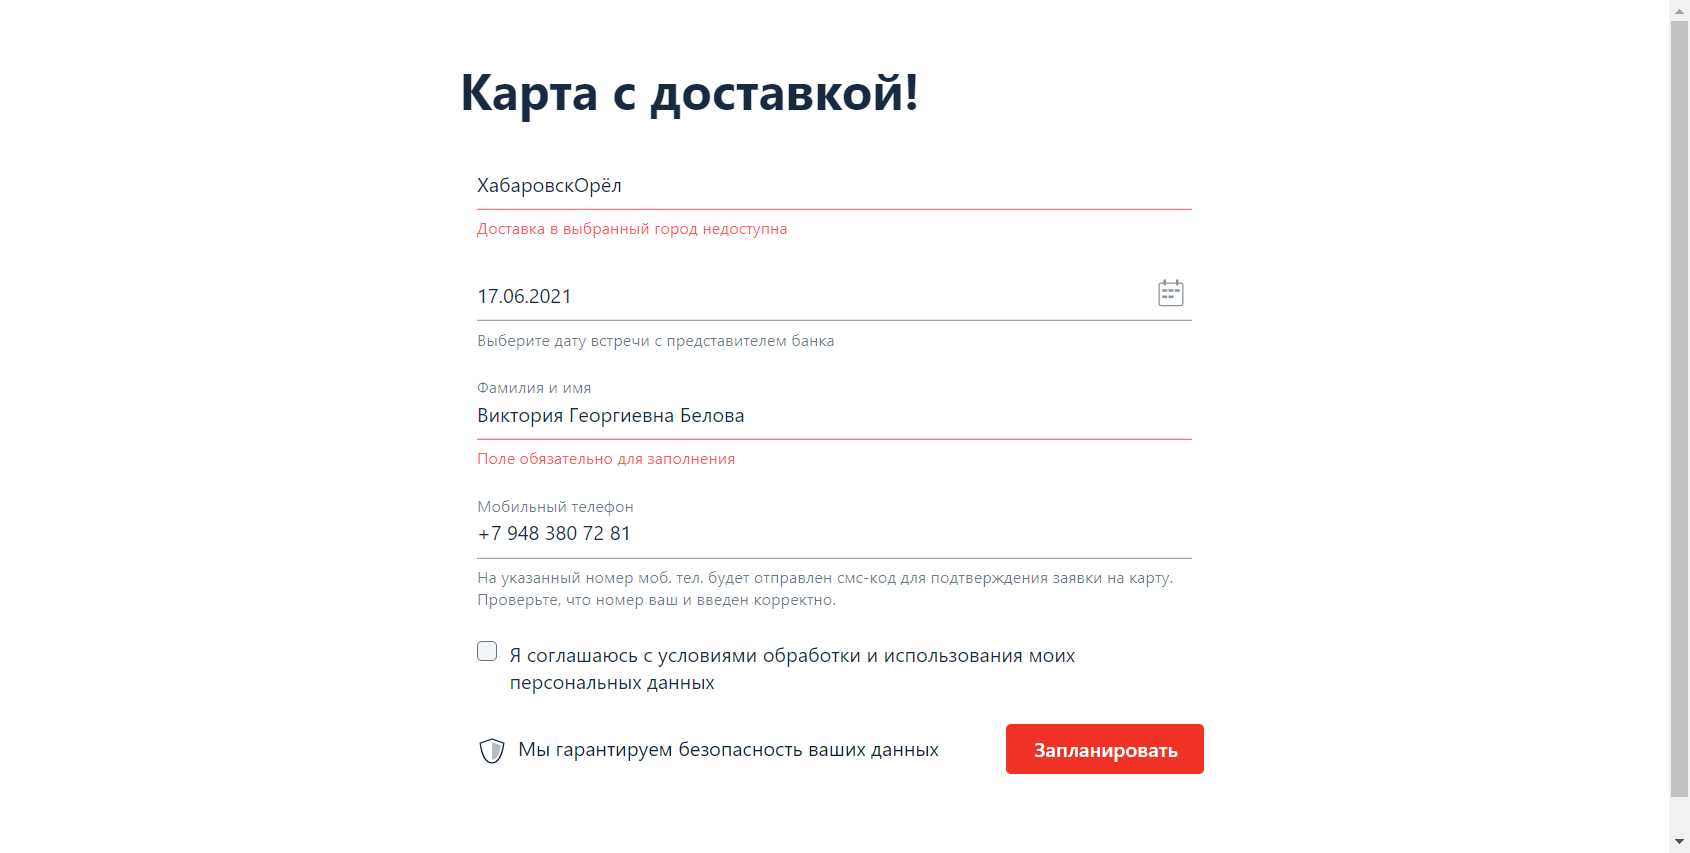 Карта с доставкой!
ХабаровскОрёл
Доставка в выбранный город недоступна
17.06.2021
Выберите дату встречи с представителем банка
Фамилия и имя
Виктория Георгиевна Белова
Поле обязательно для заполнения
Мобильный телефон
+7 948 380 72 81
На указанный номер моб. тел. будет отправлен смс-код для подтверждения заявки на карту.
Проверьте, что номер ваш и введен корректно.
Я соглашаюсь с условиями обработки и использования моих
персональных данных
Мы гарантируем безопасность ваших данных
Запланировать